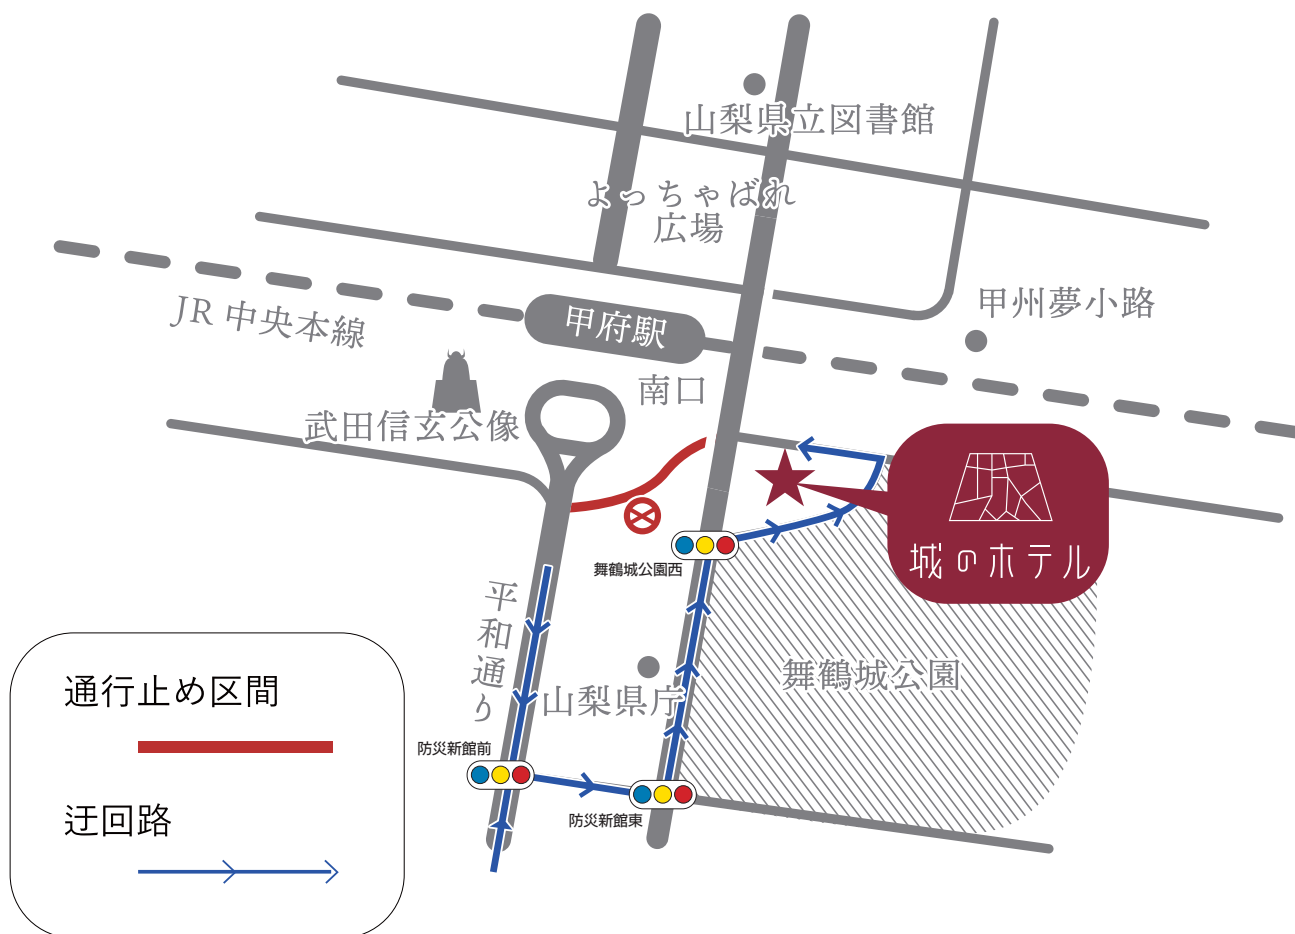 山梨県立図書館
よっちゃばれ
広場
甲州夢小路
JR 中央本線
甲府駅
南口
武田信玄公像
城のホテル
舞鶴城公園西
平和通り
舞鶴城公園
山梨県庁
防災新館前
防災新館東
通行止め区間
迂回路